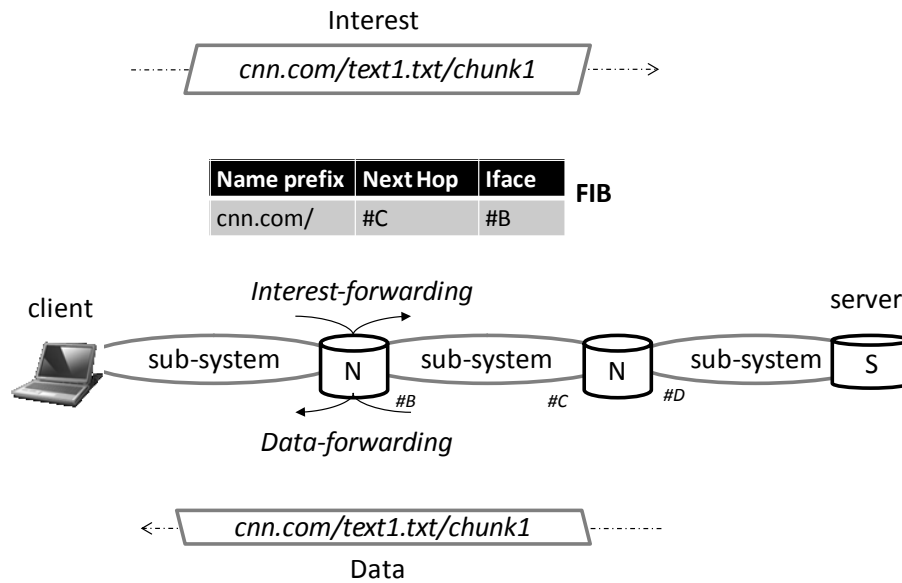 Interest
cnn.com/text1.txt/chunk1
Name prefix Next Hop Iface
FIB
cnn.com/ #C #B
Interest-forwarding
client
server
sub-system N sub-system N sub-system S
#B #C #D
Data-forwarding
cnn.com/text1.txt/chunk1
Data